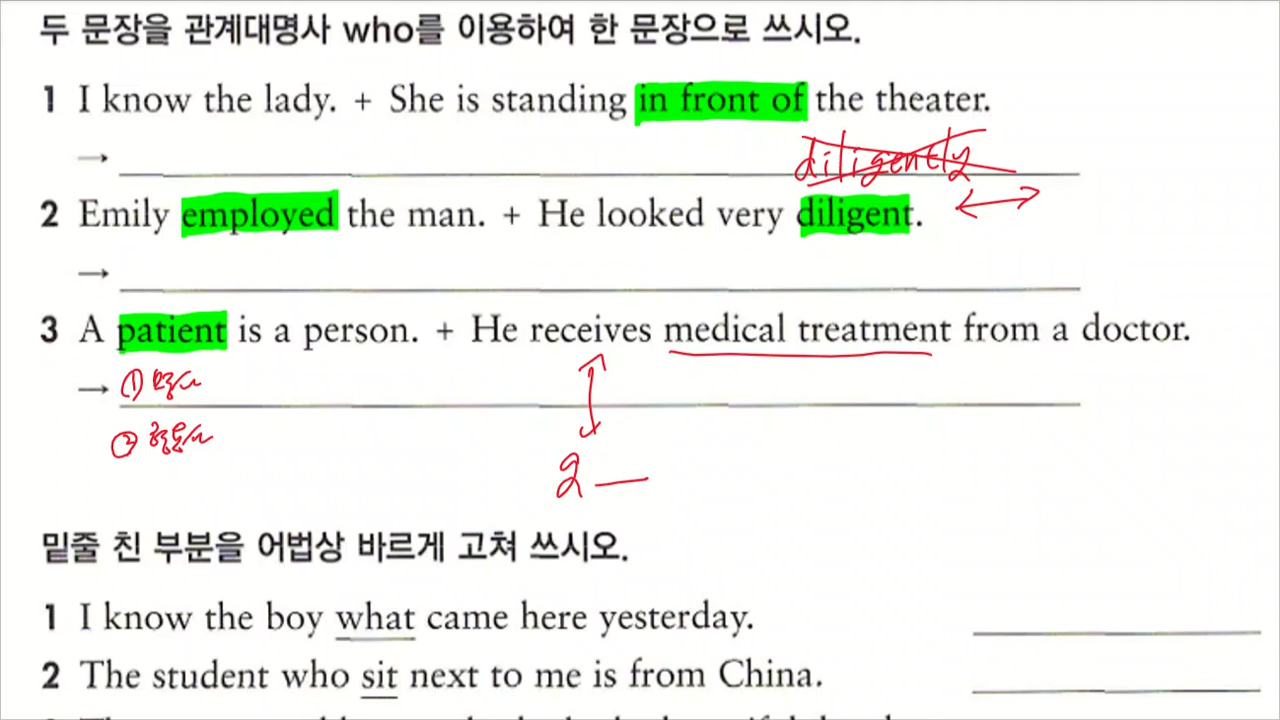 두 문장을 관계대명사 who를 이용하여 한 문장으로 쓰시오.
1 I know the lady. + She is standing in front of the theater.
→ diligently
2 Emily employed the man. + He looked very diligent.
→
3 A patient is a person. + He receives medical treatment from a doctor.
→ ① 명사
② 형용사
밑줄 친 부분을 어법상 바르게 고쳐 쓰시오.
1 I know the boy what came here yesterday.
2 The student who sit next to me is from China.